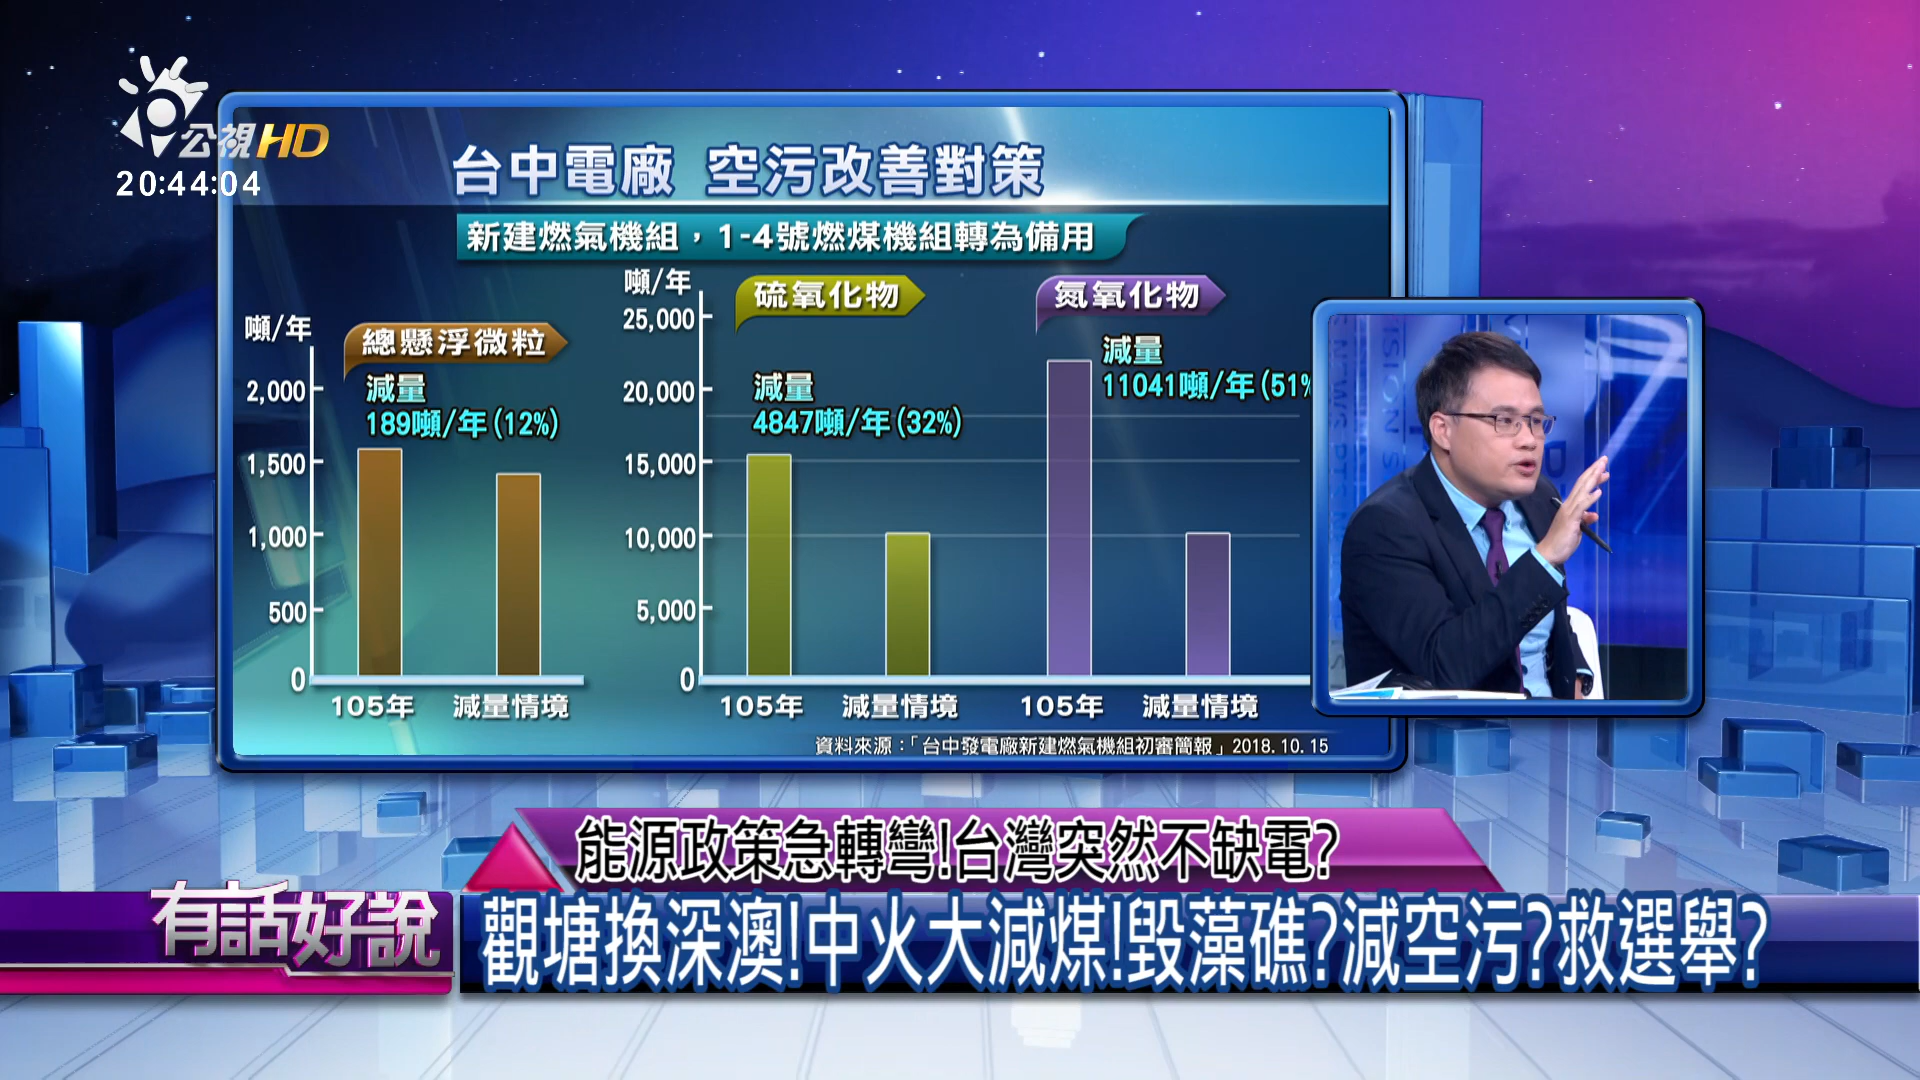 公視HD
20:44:04
台中電廠 空污改善對策
新建燃氣機組，1-4號燃煤機組轉為備用
噸/年
總懸浮微粒
減量
189噸/年(12%)
2,000
1,500
1,000
500
0
105年 減量情境
噸/年
硫氧化物
減量
4847噸/年(32%)
氮氧化物
減量
11041噸/年(51%
25,000
20,000
15,000
10,000
5,000
0
105年 減量情境 105年 減量情境
資料來源：「台中發電廠新建燃氣機組初審簡報」2018.10.15
能源政策急轉彎!台灣突然不缺電?
有話好說
觀塘換深澳!中火大減煤!毀藻礁?減空污?救選舉?